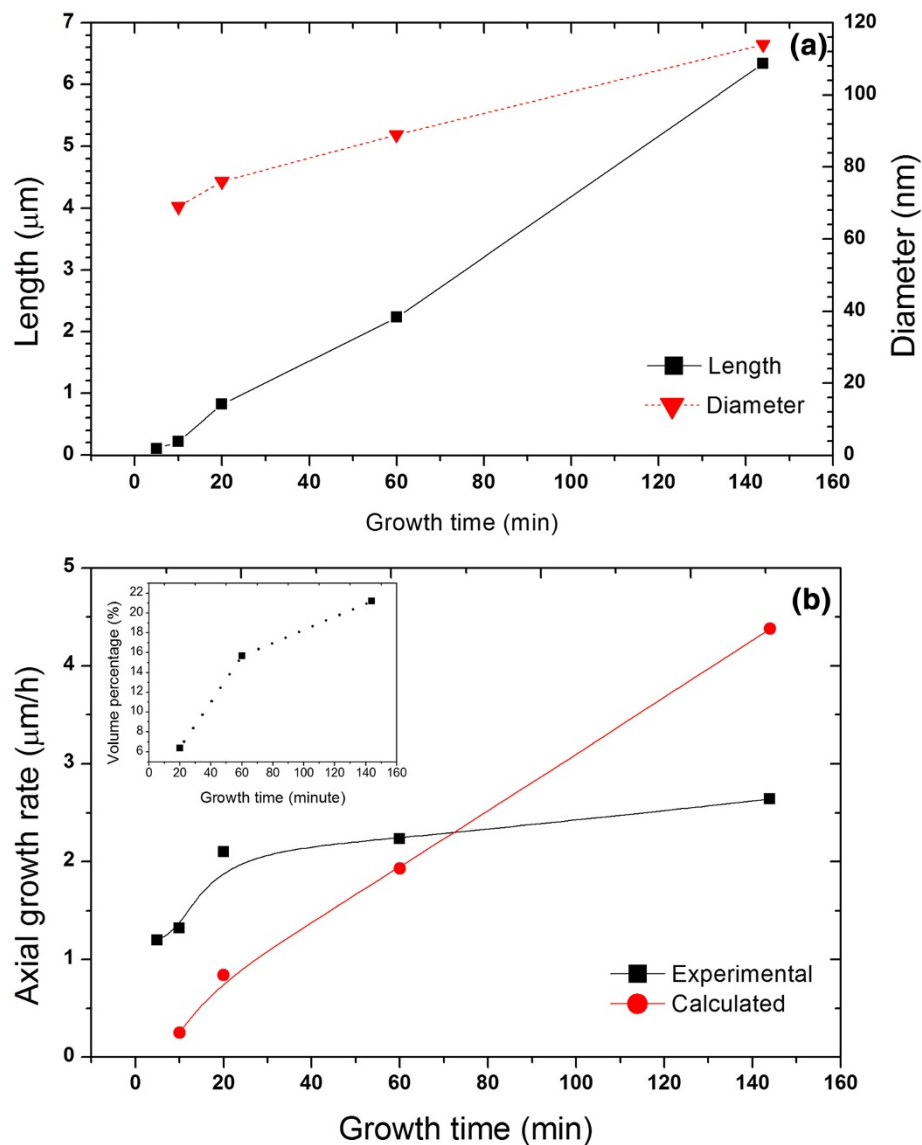 (a)
Length (μm)
7
6
5
4
3
2
1
0
120
100
80
60
40
20
0
Diameter (nm)
Length
Diameter
0 20 40 60 80 100 120 140 160
Growth time (min)
(b)
Axial growth rate (μm/h)
5
4
3
2
1
0
Volume percentage (%)
22
20
18
16
14
12
10
8
6
0 20 40 60 80 100 120 140 160
Growth time (minute)
Experimental
Calculated
0 20 40 60 80 100 120 140 160
Growth time (min)